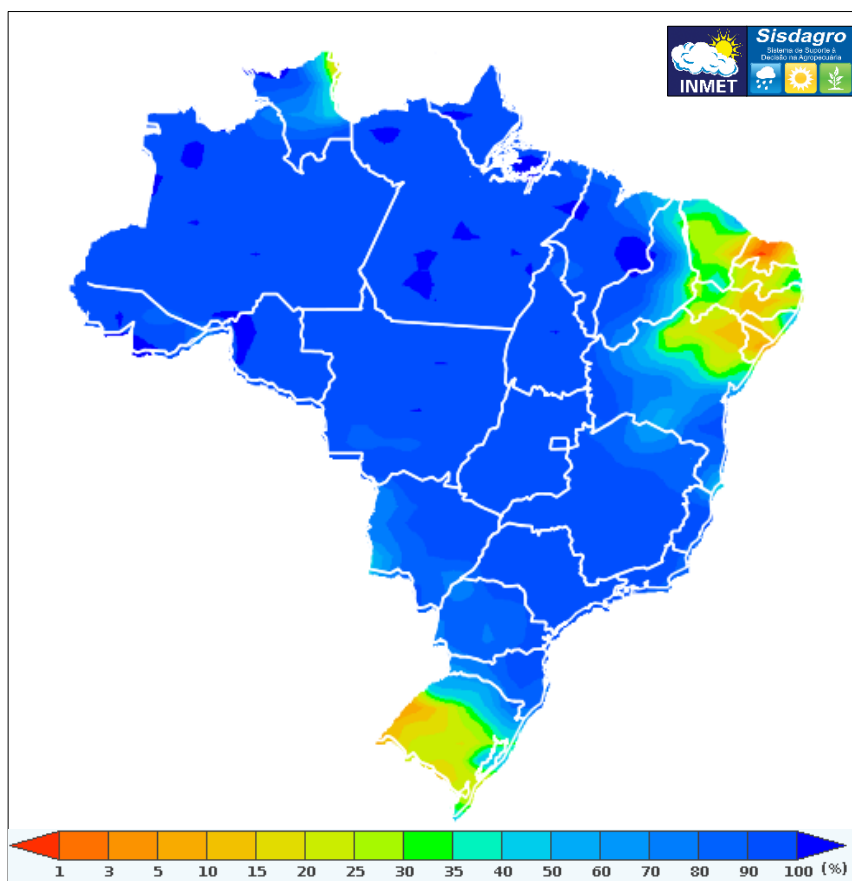 INMET
Sisdagro
Sistema de Suporte à
Decisão na Agropecuária
1 3 5 10 15 20 25 30 35 40 50 60 70 80 90 100 (%)